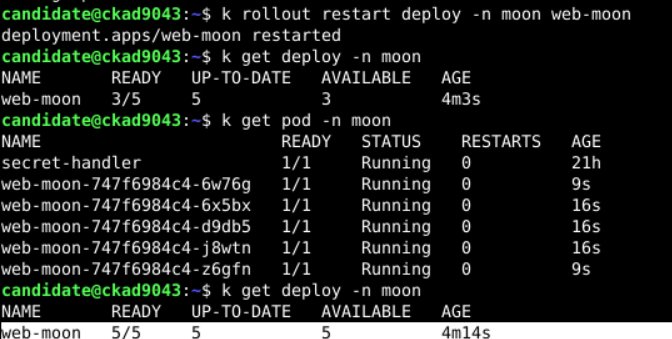 candidate@ckad9043:~$ k rollout restart deploy -n moon web-moon
deployment.apps/web-moon restarted
candidate@ckad9043:~$ k get deploy -n moon
NAME READY UP-TO-DATE AVAILABLE AGE
web-moon 3/5 5 3 4m3s
candidate@ckad9043:~$ k get pod -n moon
NAME READY STATUS RESTARTS AGE
secret-handler 1/1 Running 0 21h
web-moon-747f6984c4-6w76g 1/1 Running 0 9s
web-moon-747f6984c4-6x5bx 1/1 Running 0 16s
web-moon-747f6984c4-d9db5 1/1 Running 0 16s
web-moon-747f6984c4-j8wtn 1/1 Running 0 16s
web-moon-747f6984c4-z6gfn 1/1 Running 0 9s
candidate@ckad9043:~$ k get deploy -n moon
NAME READY UP-TO-DATE AVAILABLE AGE
web-moon 5/5 5 5 4m14s